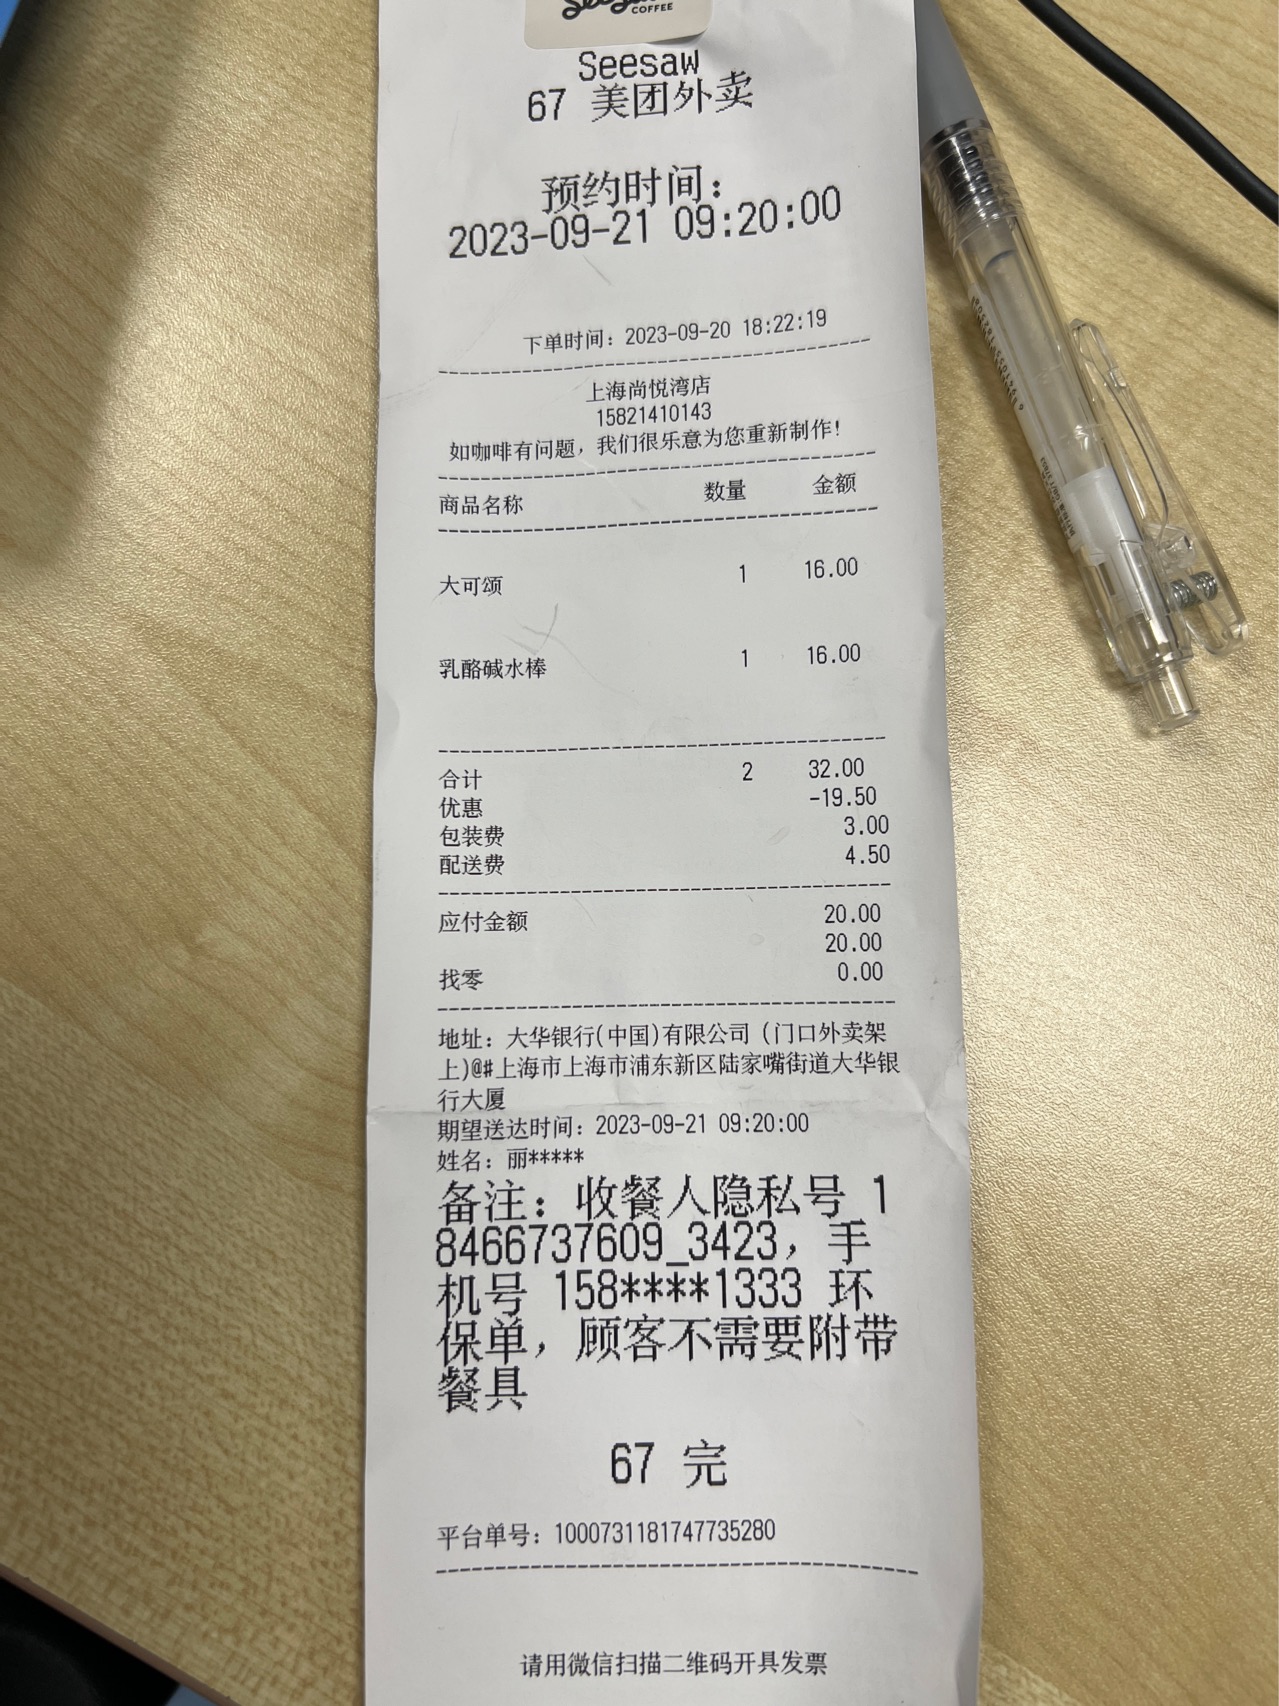 COFFEE
Seesaw
67 美团外卖
预约时间：
2023-09-21 09:20:00
下单时间：2023-09-20 18:22:19
上海尚悦湾店
15821410143
如咖啡有问题，我们很乐意为您重新制作！
商品名称 数量 金额
大可颂 1 16.00
乳酪碱水棒 1 16.00
合计 2 32.00
优惠 -19.50
包装费 3.00
配送费 4.50
应付金额 20.00
20.00
找零 0.00
地址：大华银行(中国)有限公司 (门口外卖架
上)@#上海市上海市浦东新区陆家嘴街道大华银
行大厦
期望送达时间：2023-09-21 09:20:00
姓名：丽*****
备注：收餐人隐私号 1
8466737609_3423，手
机号 158****1333 环
保单，顾客不需要附带
餐具
67 完
平台单号：1000731181747735280
请用微信扫描二维码开具发票